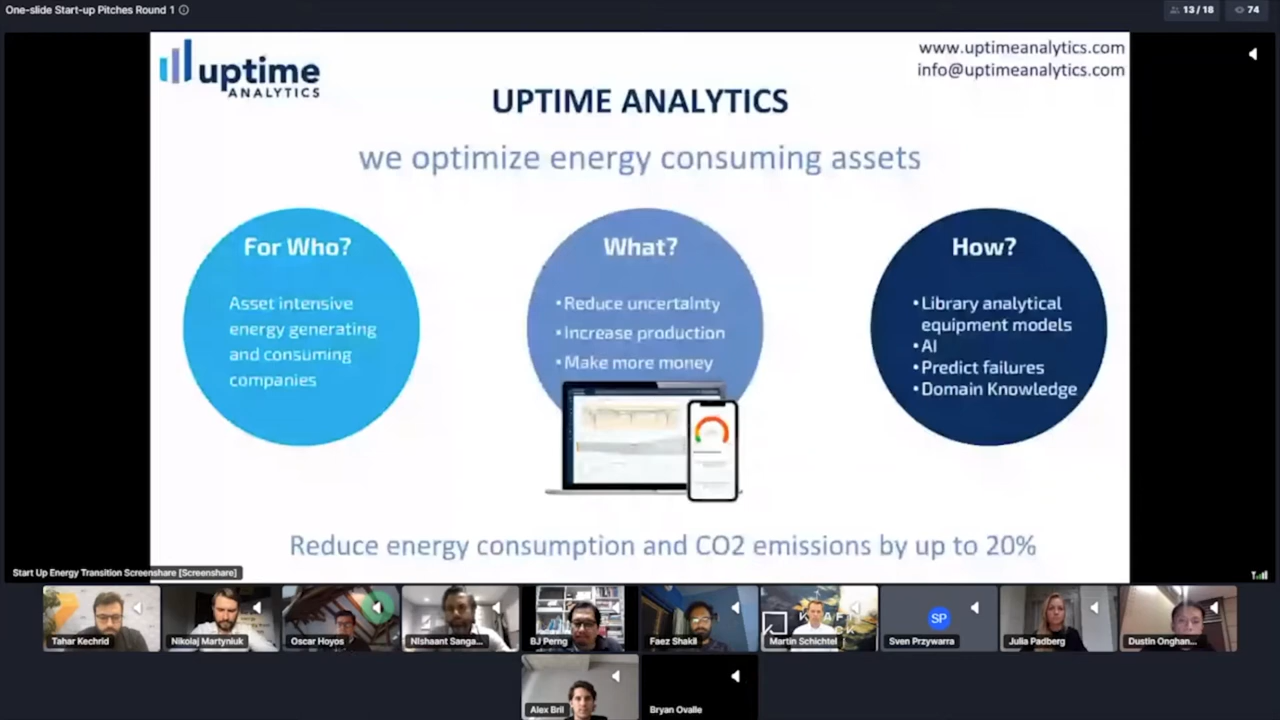 One-slide Start-up Pitches Round 1
13 / 18
74
uptime
ANALYTICS
www.uptimeanalytics.com
info@uptimeanalytics.com
UPTIME ANALYTICS
we optimize energy consuming assets
For Who?
Asset intensive
energy generating
and consuming
companies
What?
• Reduce uncertainty
• Increase production
• Make more money
How?
• Library analytical
equipment models
• AI
• Predict failures
• Domain Knowledge
Reduce energy consumption and CO2 emissions by up to 20%
Start Up Energy Transition Screenshare [Screenshare]
Tahar Kechrid
Nikolaj Martyniuk
Oscar Hoyos
Nishaant Sanga...
BJ Perng
Faez Shakil
Martin Schichtel
SP
Sven Przywarra
Julia Padberg
Dustin Onghan...
Alex Bril
Bryan Ovalle